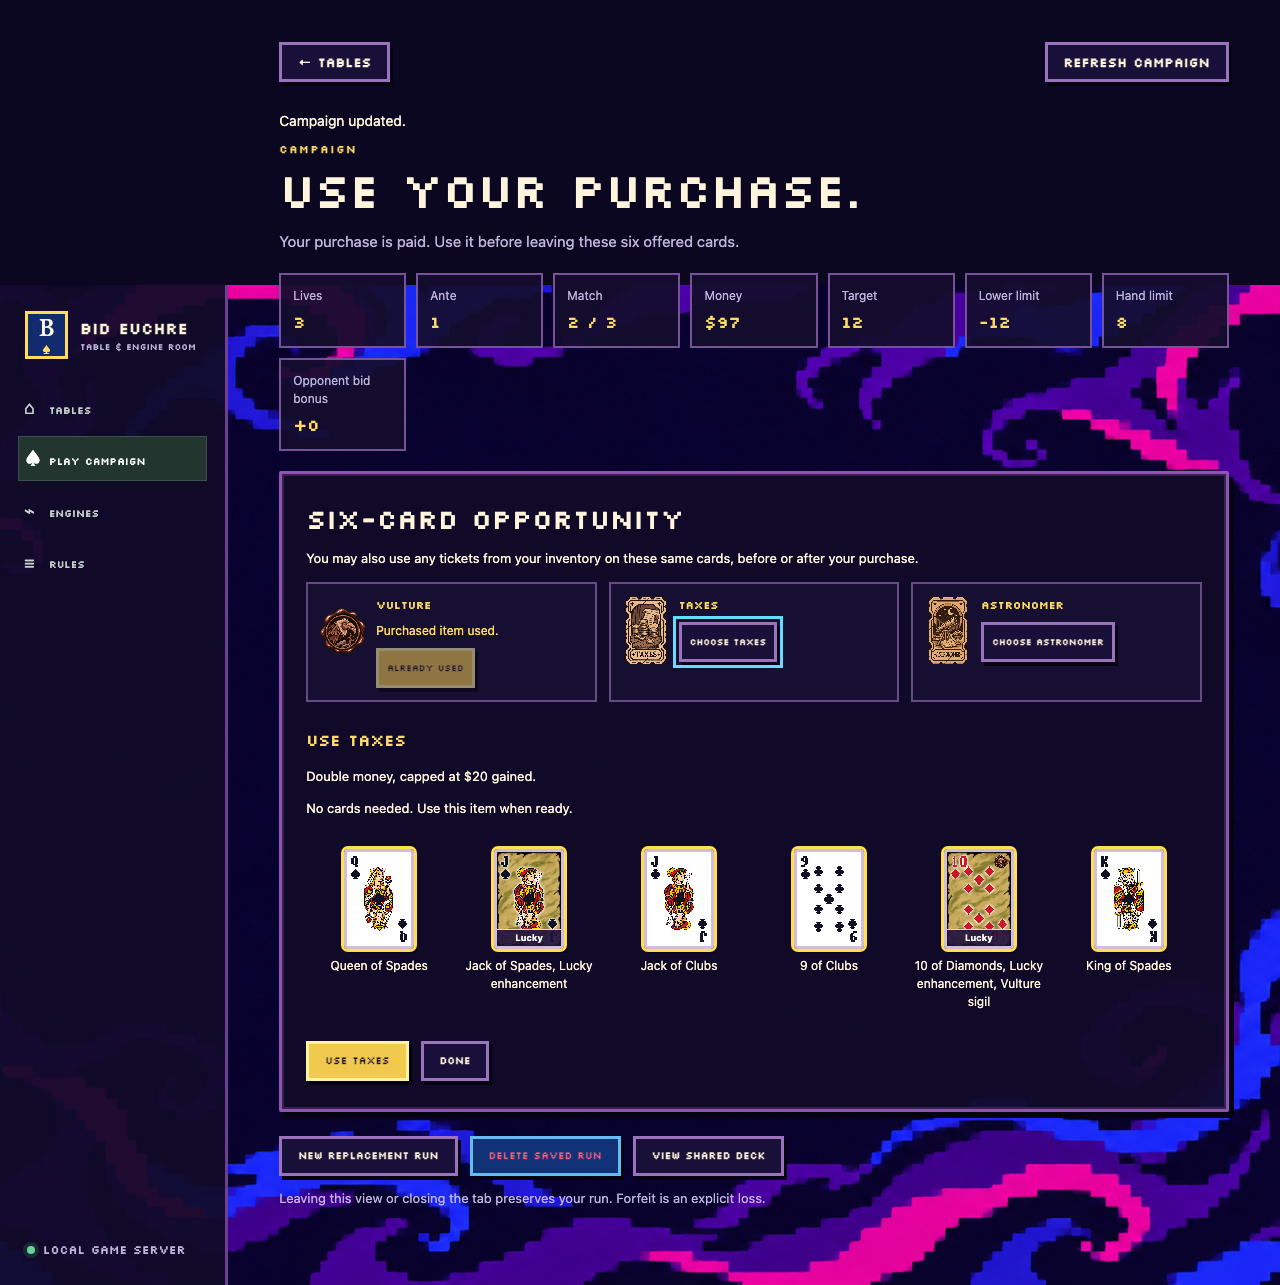 ← TABLES
REFRESH CAMPAIGN
Campaign updated.
CAMPAIGN
USE YOUR PURCHASE.
Your purchase is paid. Use it before leaving these six offered cards.
Lives
3
Ante
1
Match
2 / 3
Money
$97
Target
12
Lower limit
-12
Hand limit
8
Opponent bid
bonus
+0
B
BID EUCHRE
TABLE & ENGINE ROOM
TABLES
PLAY CAMPAIGN
ENGINES
RULES
SIX-CARD OPPORTUNITY
You may also use any tickets from your inventory on these same cards, before or after your purchase.
VULTURE
Purchased item used.
ALREADY USED
TAXES
TAXES
CHOOSE TAXES
ASTRONOMER
CHOOSE ASTRONOMER
USE TAXES
Double money, capped at $20 gained.
No cards needed. Use this item when ready.
Q
Q
J
Lucky
J
J
J
9
9
10
Lucky
K
K
Queen of Spades
Jack of Spades, Lucky
enhancement
Jack of Clubs
9 of Clubs
10 of Diamonds, Lucky
enhancement, Vulture
sigil
King of Spades
USE TAXES
DONE
NEW REPLACEMENT RUN
DELETE SAVED RUN
VIEW SHARED DECK
Leaving this view or closing the tab preserves your run. Forfeit is an explicit loss.
LOCAL GAME SERVER